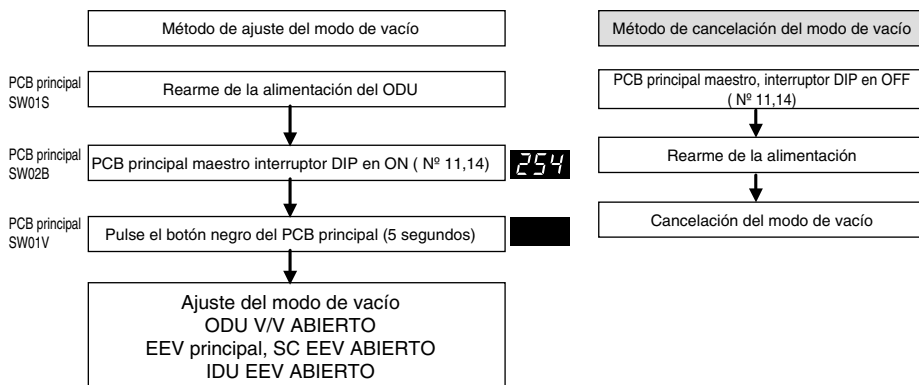 Método de ajuste del modo de vacío
PCB principal
SW01S
Rearme de la alimentación del ODU
PCB principal
SW02B
PCB principal maestro interruptor DIP en ON ( Nº 11,14)
254
PCB principal
SW01V
Pulse el botón negro del PCB principal (5 segundos)
Ajuste del modo de vacío
ODU V/V ABIERTO
EEV principal, SC EEV ABIERTO
IDU EEV ABIERTO
Método de cancelación del modo de vacío
PCB principal maestro, interruptor DIP en OFF
( Nº 11,14)
Rearme de la alimentación
Cancelación del modo de vacío